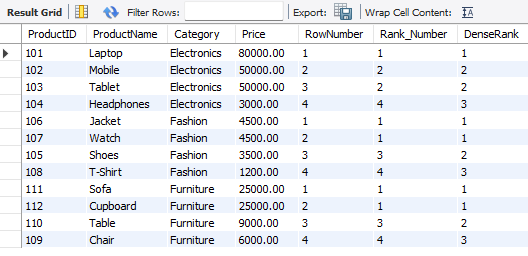 Result Grid Filter Rows: Export: Wrap Cell Content:
ProductID ProductName Category Price RowNumber Rank_Number DenseRank
101 Laptop Electronics 80000.00 1 1 1
102 Mobile Electronics 50000.00 2 2 2
103 Tablet Electronics 50000.00 3 2 2
104 Headphones Electronics 3000.00 4 4 3
106 Jacket Fashion 4500.00 1 1 1
107 Watch Fashion 4500.00 2 1 1
105 Shoes Fashion 3500.00 3 3 2
108 T-Shirt Fashion 1200.00 4 4 3
111 Sofa Furniture 25000.00 1 1 1
112 Cupboard Furniture 25000.00 2 1 1
110 Table Furniture 9000.00 3 3 2
109 Chair Furniture 6000.00 4 4 3